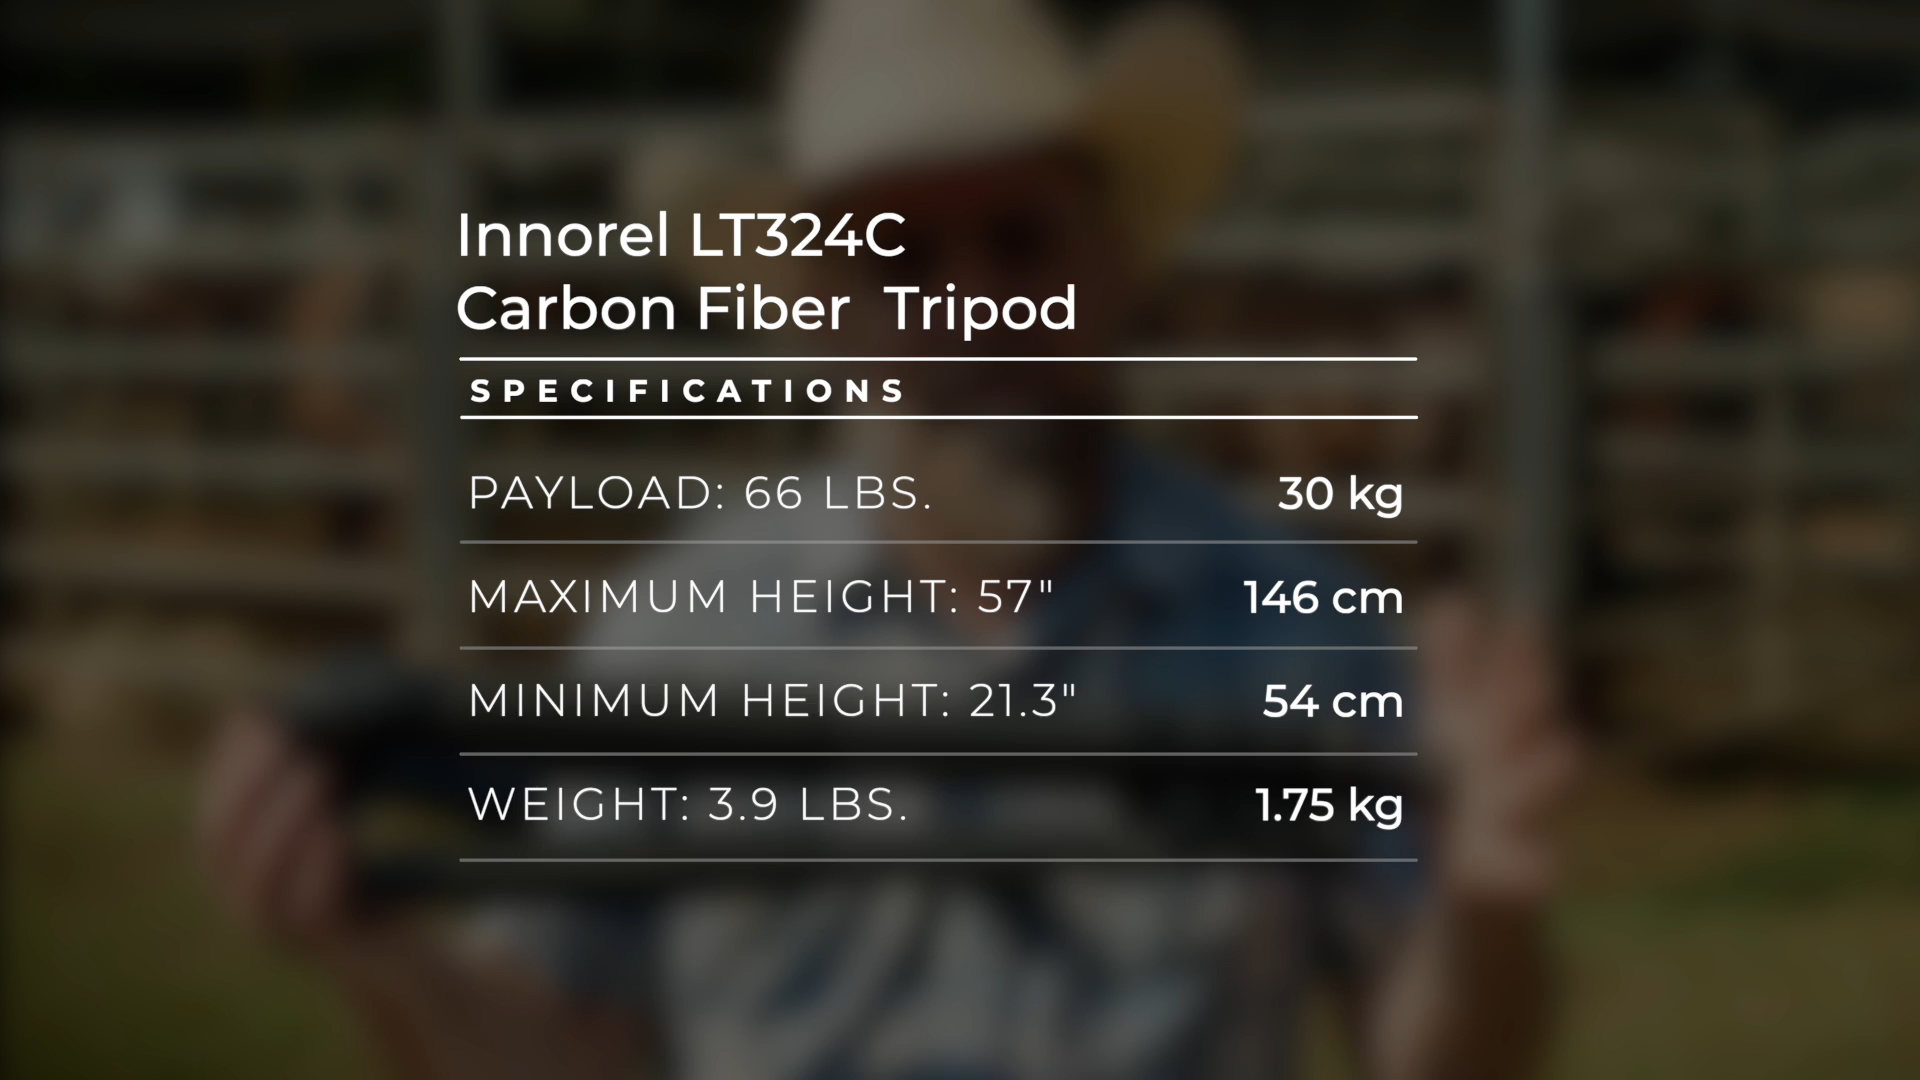 Innorel LT324C
Carbon Fiber Tripod
SPECIFICATIONS
PAYLOAD: 66 LBS. 30 kg
MAXIMUM HEIGHT: 57" 146 cm
MINIMUM HEIGHT: 21.3" 54 cm
WEIGHT: 3.9 LBS. 1.75 kg